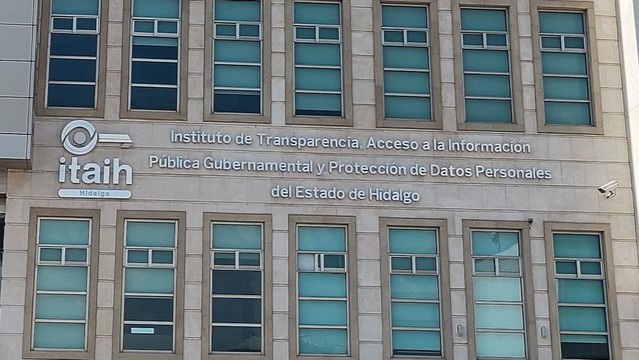 itaih
Hidalgo
Instituto de Transparencia, Acceso a la Información
Pública Gubernamental y Protección de Datos Personales
del Estado de Hidalgo